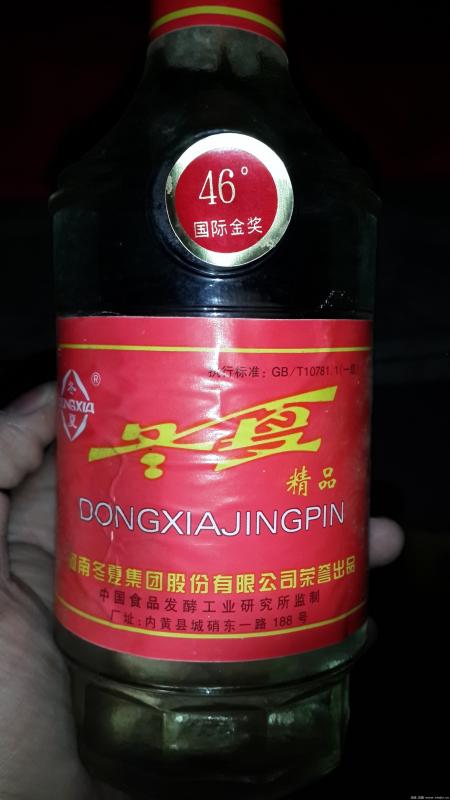 46°
国际金奖
执行标准：GB/T10781.1(一级)
冬
®
DONGXIA
夏
冬夏
精品
DONGXIAJINGPIN
河南冬夏集团股份有限公司荣誉出品
中国食品发酵工业研究所监制
厂址：内黄县城硝东一路188号